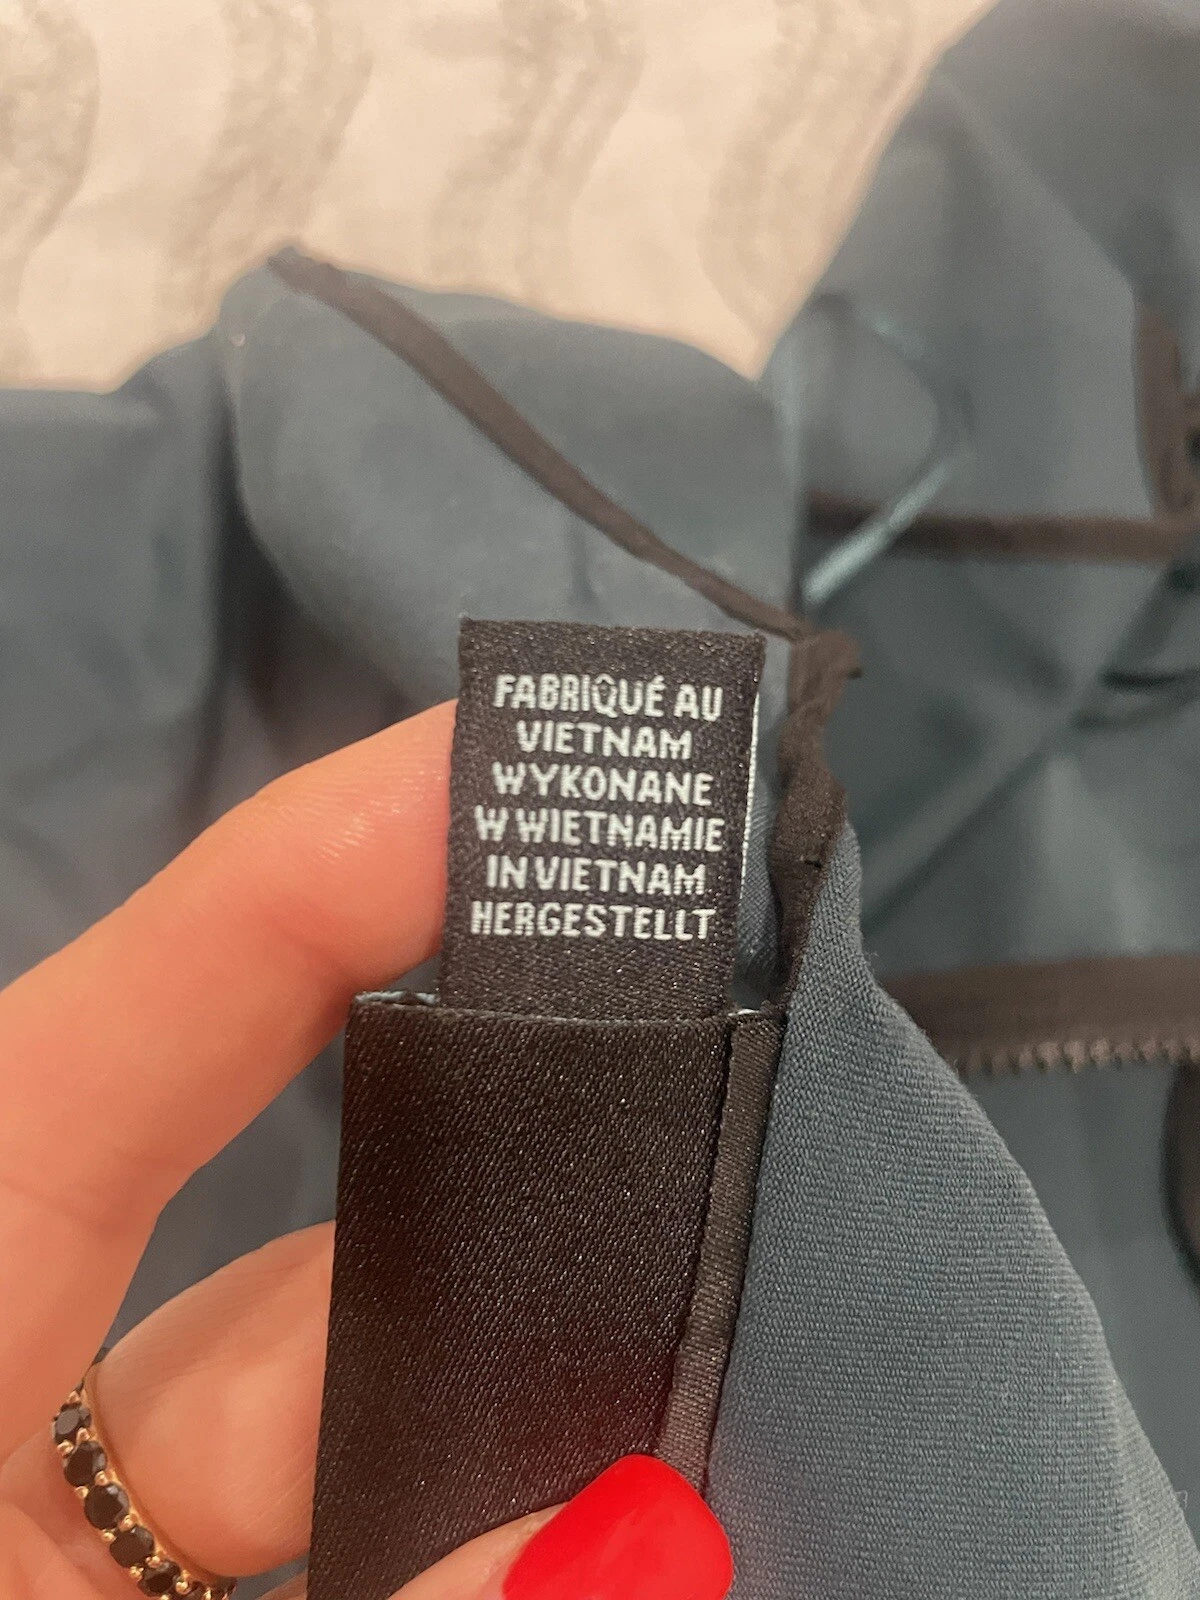 FABRIQUÉ AU
VIETNAM
WYKONANE
W WIETNAMIE
IN VIETNAM
HERGESTELLT